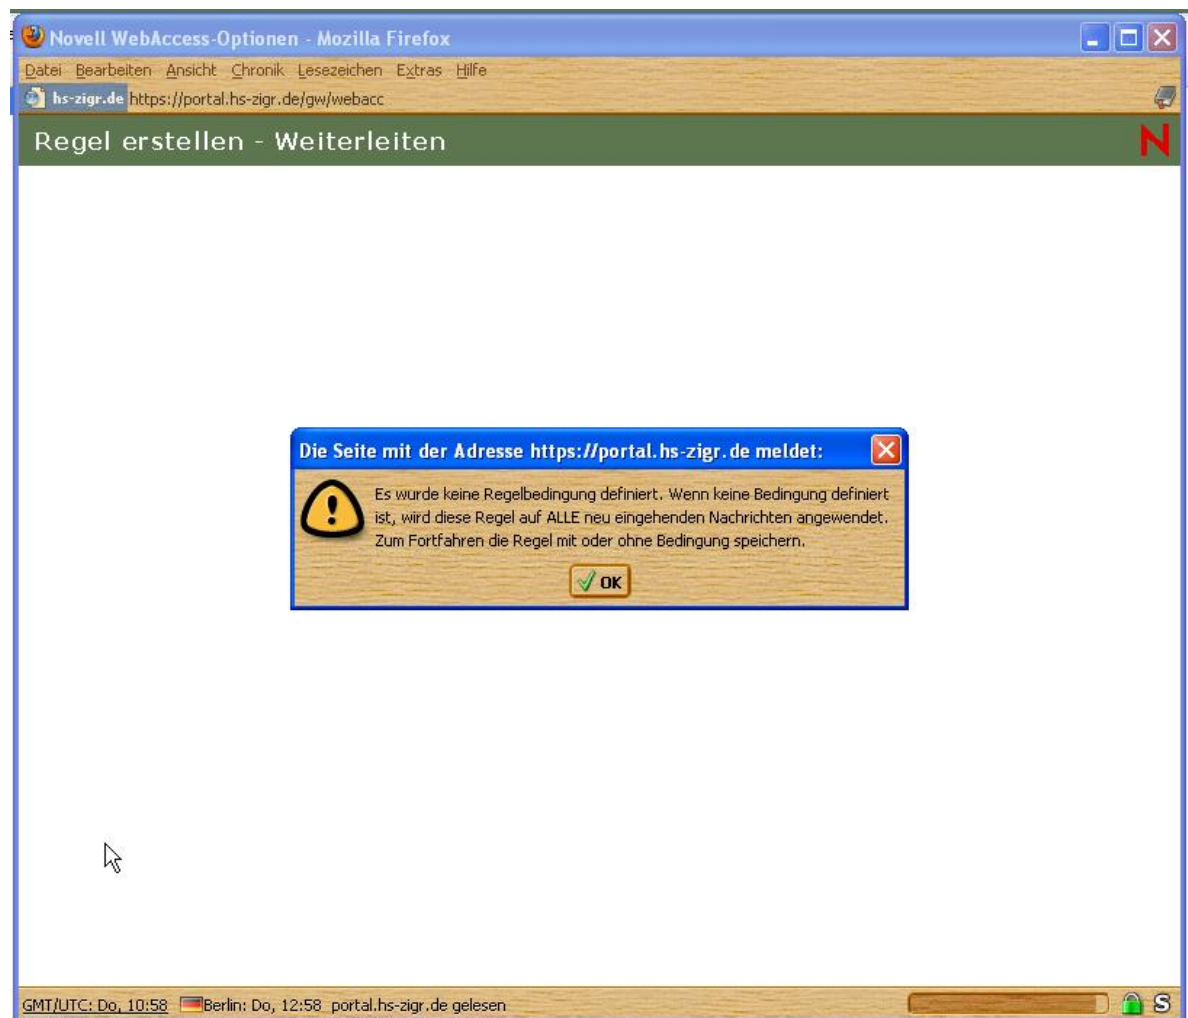 Novell WebAccess-Optionen - Mozilla Firefox
Datei Bearbeiten Ansicht Chronik Lesezeichen Extras Hilfe
hs-zigr.de https://portal.hs-zigr.de/gw/webacc
Regel erstellen - Weiterleiten N
Die Seite mit der Adresse https://portal.hs-zigr.de meldet:
Es wurde keine Regelbedingung definiert. Wenn keine Bedingung definiert
ist, wird diese Regel auf ALLE neu eingehenden Nachrichten angewendet.
Zum Fortfahren die Regel mit oder ohne Bedingung speichern.
OK
GMT/UTC: Do, 10:58 Berlin: Do, 12:58 portal.hs-zigr.de gelesen S